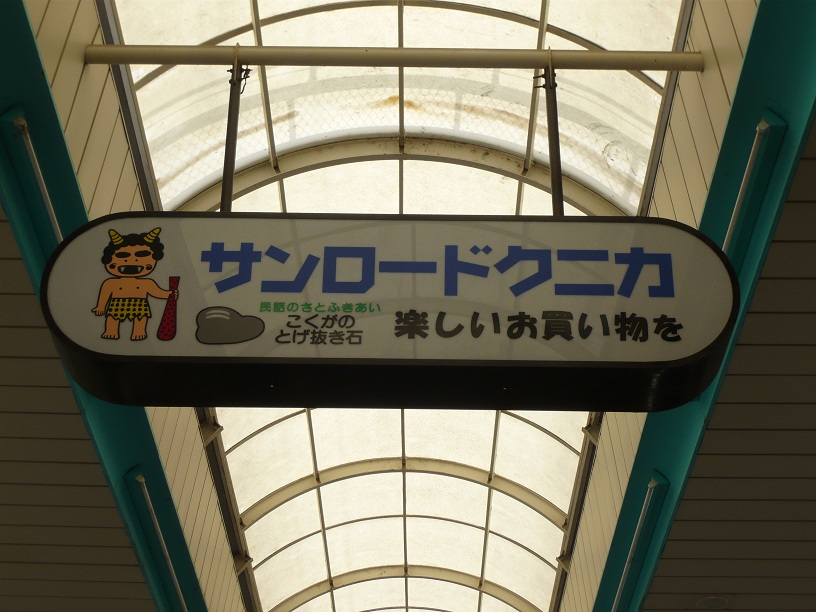 サンロードクニカ
民話のさとふきあい
こくがの
とげ抜き石
楽しいお買い物を